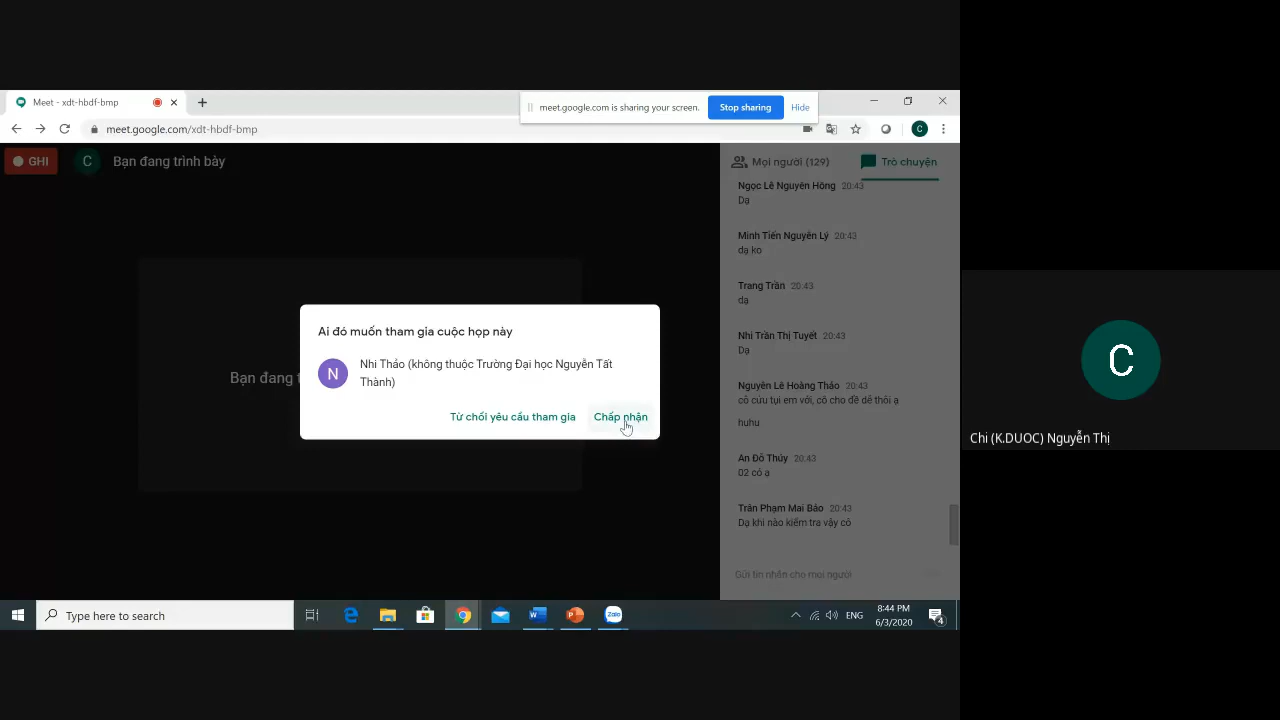 Meet - xdt-hbdf-bmp
meet.google.com is sharing your screen.
Stop sharing
Hide
meet.google.com/xdt-hbdf-bmp
C
GHI
C
Bạn đang trình bày
Mọi người (129)
Trò chuyện
Ngọc Lê Nguyên Hồng 20:43
Dạ
Minh Tiến Nguyên Lý 20:43
dạ ko
Trang Trần 20:43
dạ
Nhi Trần Thị Tuyết 20:43
Dạ
Nguyên Lê Hoàng Thảo 20:43
cô cứu tụi em với, cô cho đề dễ thôi ạ
huhu
An Đỗ Thúy 20:43
02 có ạ
Trân Phạm Mai Bảo 20:43
Dạ khi nào kiểm tra vậy cô
Gửi tin nhắn cho mọi người
Bạn đang t
Ai đó muốn tham gia cuộc họp này
N
Nhi Thảo (không thuộc Trường Đại học Nguyễn Tất
Thành)
Từ chối yêu cầu tham gia
Chấp nhận
C
Chi (K.DUOC) Nguyễn Thị
Type here to search
Zalo
ENG
8:44 PM
6/3/2020
4